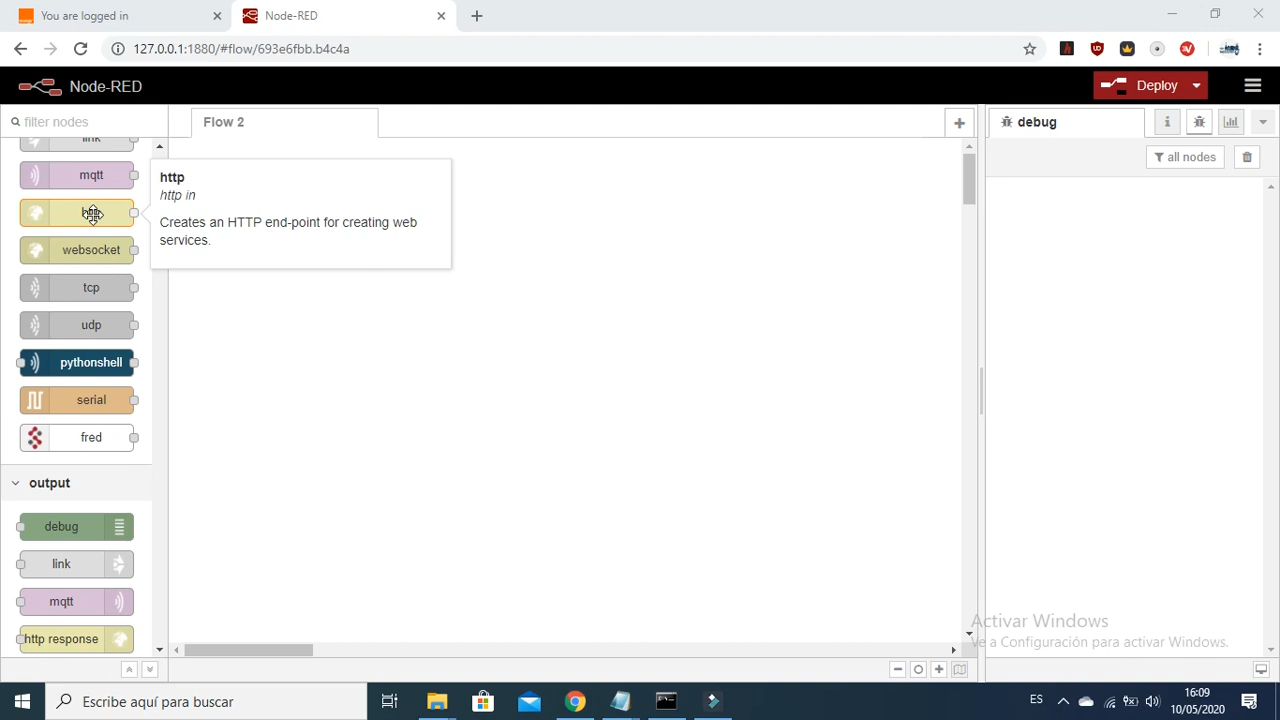 You are logged in
Node-RED
127.0.0.1:1880/#flow/693e6fbb.b4c4a
Node-RED
Deploy
filter nodes
Flow 2
debug
all nodes
link
mqtt
http
http in
Creates an HTTP end-point for creating web
services.
websocket
tcp
udp
pythonshell
serial
fred
output
debug
link
mqtt
http response
Activar Windows
Ve a Configuración para activar Windows.
Escribe aquí para buscar
ES
16:09
10/05/2020